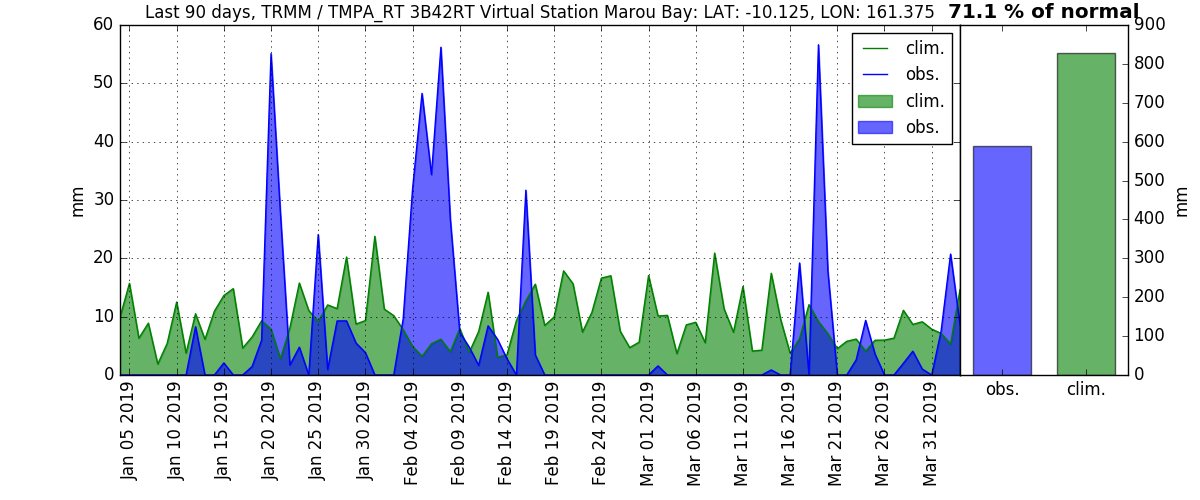 Last 90 days, TRMM / TMPA_RT 3B42RT Virtual Station Marou Bay: LAT: -10.125, LON: 161.375 71.1 % of normal
60
50
40
30
20
10
0
mm
clim.
obs.
clim.
obs.
900
800
700
600
500
400
300
200
100
0
mm
Jan 05 2019
Jan 10 2019
Jan 15 2019
Jan 20 2019
Jan 25 2019
Jan 30 2019
Feb 04 2019
Feb 09 2019
Feb 14 2019
Feb 19 2019
Feb 24 2019
Mar 01 2019
Mar 06 2019
Mar 11 2019
Mar 16 2019
Mar 21 2019
Mar 26 2019
Mar 31 2019
obs.
clim.